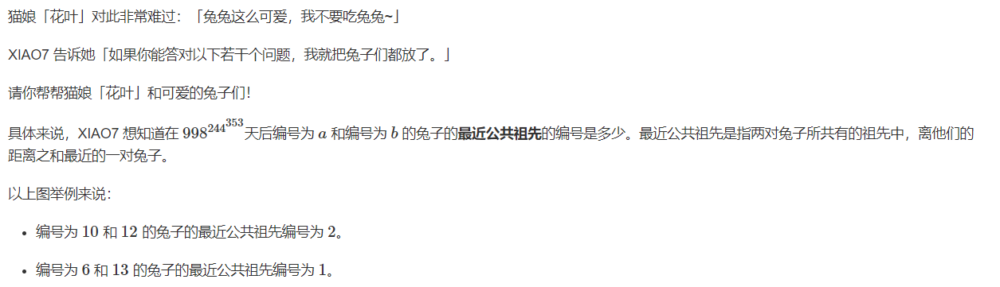 猫娘「花叶」对此非常难过：「兔兔这么可爱，我不要吃兔兔~」
XIAO7 告诉她「如果你能答对以下若干个问题，我就把兔子们都放了。」
请你帮帮猫娘「花叶」和可爱的兔子们！
具体来说，XIAO7 想知道在 998^244^353 天后编号为 a 和编号为 b 的兔子的最近公共祖先的编号是多少。最近公共祖先是指两对兔子所共有的祖先中，离他们的
距离之和最近的一对兔子。
以上图举例来说：
• 编号为 10 和 12 的兔子的最近公共祖先编号为 2。
• 编号为 6 和 13 的兔子的最近公共祖先编号为 1。